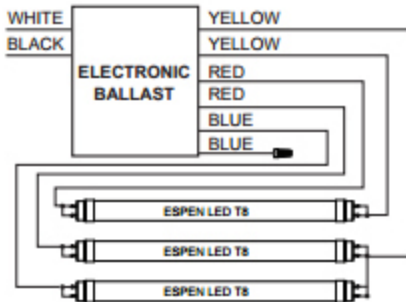 WHITE
BLACK
ELECTRONIC
BALLAST
YELLOW
YELLOW
RED
RED
BLUE
BLUE
ESPEN LED T8
ESPEN LED T8
ESPEN LED T8